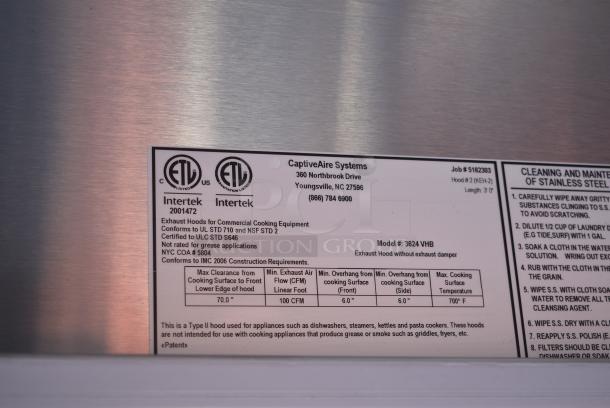 CaptiveAire Systems
360 Northbrook Drive
Youngsville, NC 27596
(866) 784 6900
Job # 5182383
Hood # 2 (KEH-2)
Length: 3' 0"
C ETL US
ETL
Intertek
2001472
Intertek
Exhaust Hoods for Commercial Cooking Equipment
Conforms to UL STD 710 and NSF STD 2
Certified to ULC STD S646
Not rated for grease applications
NYC COA # 5804
Conforms to IMC 2006 Construction Requirements.
Model #: 3624 VHB
Exhaust Hood without exhaust damper
Max Clearance from Cooking Surface to Front Lower Edge of hood
Min. Exhaust Air Flow (CFM) Linear Foot
Min. Overhang from cooking Surface (Front)
Min. Overhang from cooking Surface (Side)
Max. Cooking Surface Temperature
70.0 "
100 CFM
6.0 "
6.0 "
700° F
This is a Type II hood used for appliances such as dishwashers, steamers, kettles and pasta cookers. These hoods
are not intended for use with cooking appliances that produce grease or smoke such as griddles, fryers, etc.
«Patent»
CLEANING AND MAINTE
OF STAINLESS STEEL
1. CAREFULLY WIPE AWAY GRITTY
SUBSTANCES CLINGING TO S.S.
TO AVOID SCRATCHING.
2. DILUTE 1/2 CUP OF LAUNDRY D
(E.G TIDE,SURF) WITH 1 GAL.
3. SOAK A CLOTH IN THE WATER
SOLUTION. WRING OUT EXC
4. RUB WITH THE CLOTH IN TH
THE GRAIN.
5. WIPE S.S. WITH CLOTH SOA
WATER TO REMOVE ALL TR
CLEANSING AGENT.
6. WIPE S.S. DRY WITH A CL
7. REAPPLY S.S. POLISH (E.
8. FILTERS SHOULD BE CL
DISHWASHER OR SOAK